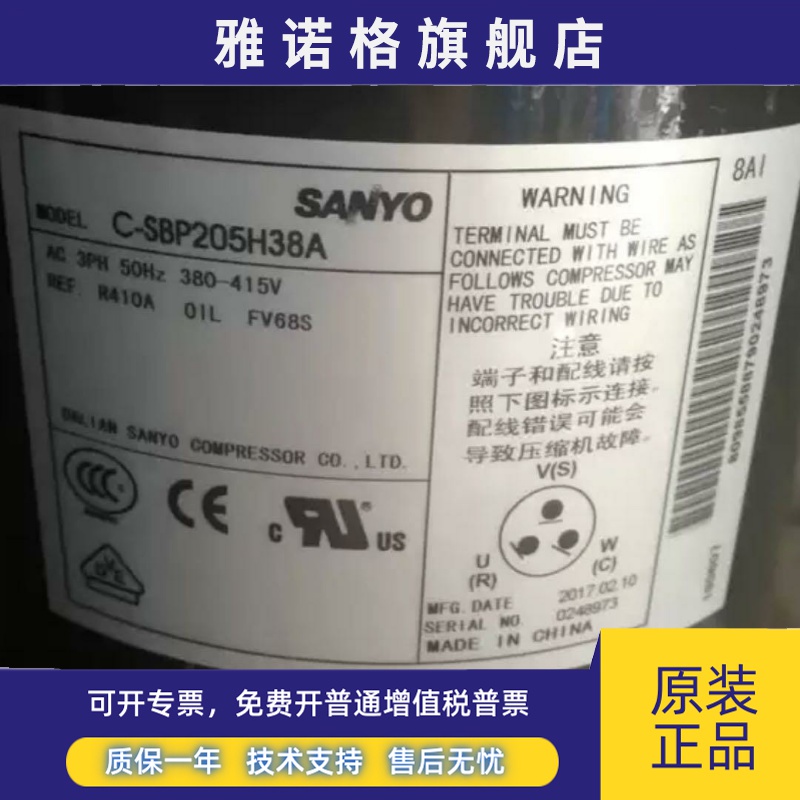 雅诺格旗舰店
SANYO
MODEL C-SBP205H38A
AC 3PH 50Hz 380-415V
REF. R410A OIL FV68S
DALIAN SANYO COMPRESSOR CO.,LTD.
CE
c UL US
VDE
WARNING
TERMINAL MUST BE
CONNECTED WITH WIRE AS
FOLLOWS COMPRESSOR MAY
HAVE TROUBLE DUE TO
INCORRECT WIRING
注意
端子和配线请按
照下图标示连接.
配线错误可能会
导致压缩机故障.
V(S)
U
(R)
W
(C)
MFG.DATE 2017.02.10
SERIAL NO. 0248973
MADE IN CHINA
8AI
可开专票，免费开普通增值税普票
质保一年 技术支持 售后无忧
原装
正品